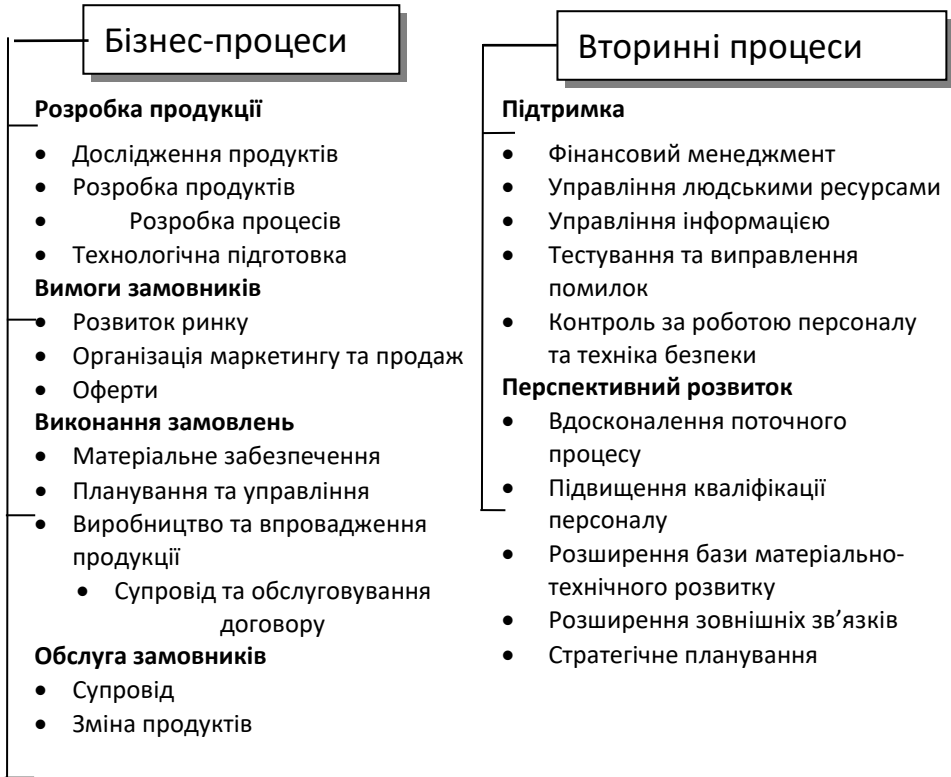 Бізнес-процеси
Розробка продукції
• Дослідження продуктів
• Розробка продуктів
• Розробка процесів
• Технологічна підготовка
Вимоги замовників
• Розвиток ринку
• Організація маркетингу та продаж
• Оферти
Виконання замовлень
• Матеріальне забезпечення
• Планування та управління
• Виробництво та впровадження
продукції
• Супровід та обслуговування
договору
Обслуга замовників
• Супровід
• Зміна продуктів
Вторинні процеси
Підтримка
• Фінансовий менеджмент
• Управління людськими ресурсами
• Управління інформацією
• Тестування та виправлення
помилок
• Контроль за роботою персоналу
та техніка безпеки
Перспективний розвиток
• Вдосконалення поточного
процесу
• Підвищення кваліфікації
персоналу
• Розширення бази матеріально-
технічного розвитку
• Розширення зовнішніх зв’язків
• Стратегічне планування